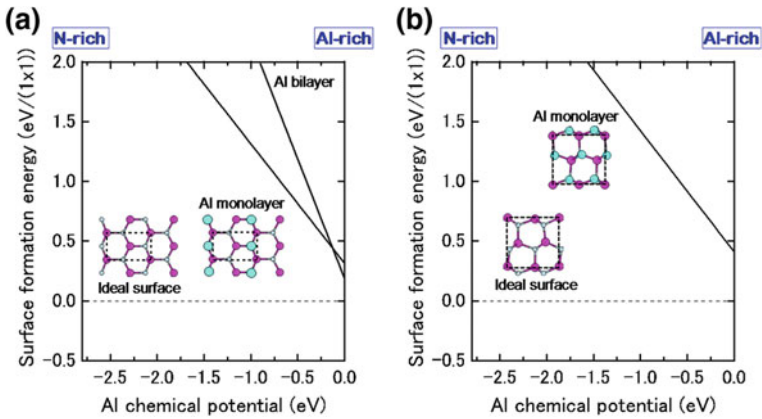 (a)
N-rich
Al-rich
Surface formation energy (eV/(1x1))
2.0
1.5
1.0
0.5
0.0
−0.5
Al bilayer
Al monolayer
Ideal surface
−2.5 −2.0 −1.5 −1.0 −0.5 0.0
Al chemical potential (eV)
(b)
N-rich
Al-rich
Surface formation energy (eV/(1x1))
2.0
1.5
1.0
0.5
0.0
−0.5
Al monolayer
Ideal surface
−2.5 −2.0 −1.5 −1.0 −0.5 0.0
Al chemical potential (eV)